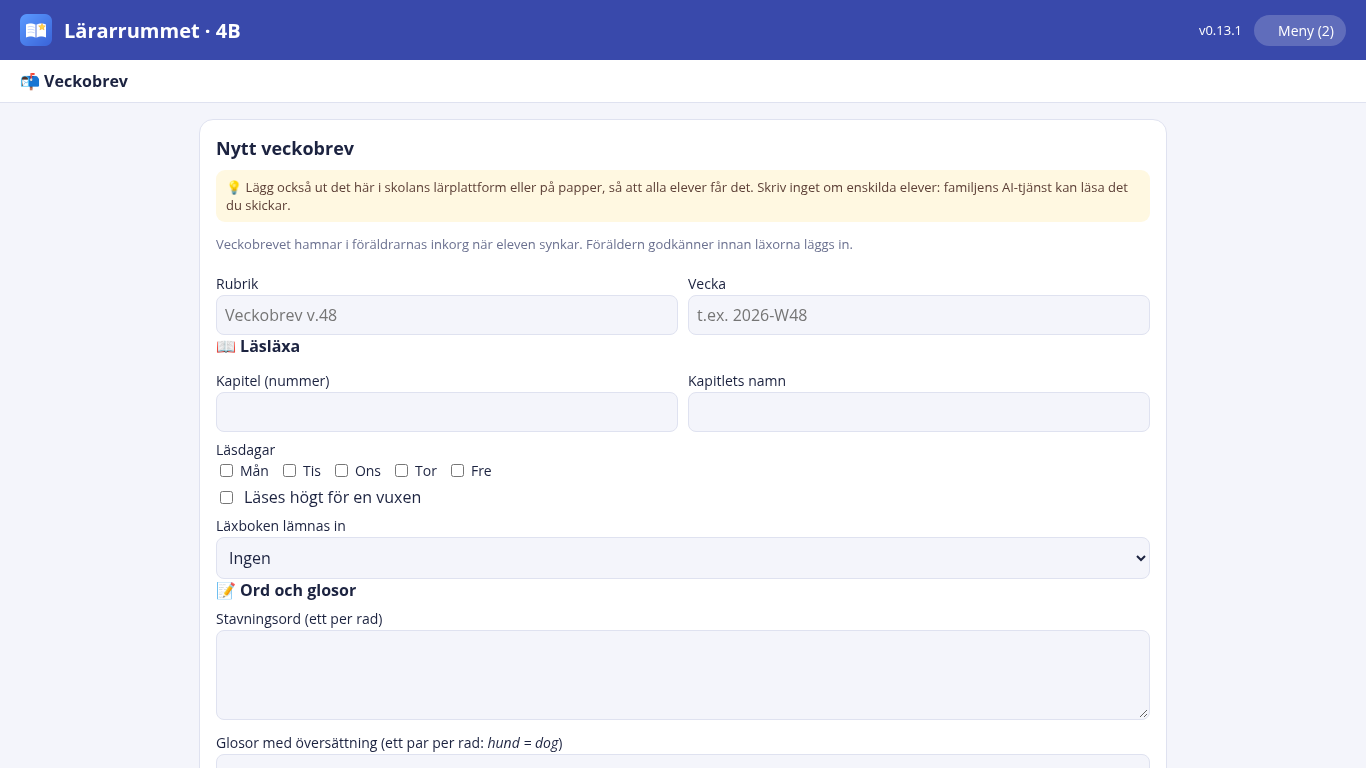 Lärarrummet · 4B
v0.13.1
Meny (2)
📬 Veckobrev
Nytt veckobrev
💡 Lägg också ut det här i skolans lärplattform eller på papper, så att alla elever får det. Skriv inget om enskilda elever: familjens AI-tjänst kan läsa det
du skickar.
Veckobrevet hamnar i föräldrarnas inkorg när eleven synkar. Föräldern godkänner innan läxorna läggs in.
Rubrik
Vecka
Veckobrev v.48
t.ex. 2026-W48
📖 Läsläxa
Kapitel (nummer)
Kapitlets namn
Läsdagar
Mån Tis Ons Tor Fre
Läses högt för en vuxen
Läxboken lämnas in
Ingen
📝 Ord och glosor
Stavningsord (ett per rad)
Glosor med översättning (ett par per rad: hund = dog)